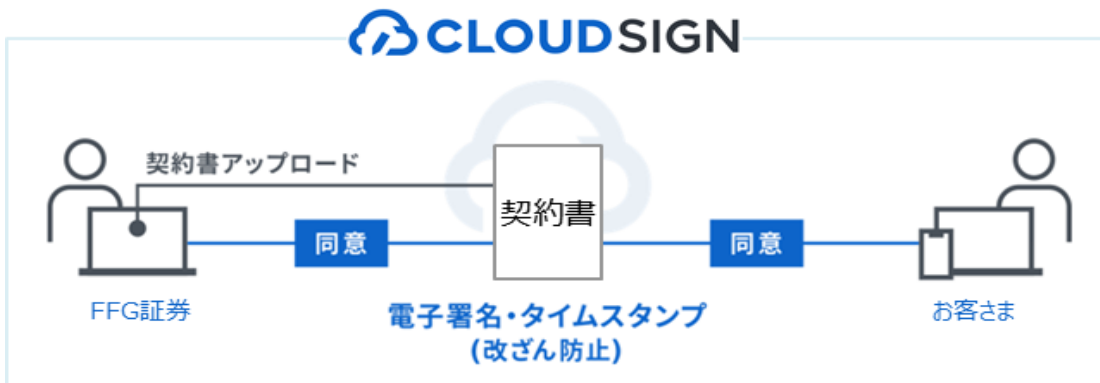 CLOUDSIGN
契約書アップロード
契約書
同意
同意
FFG証券
電子署名・タイムスタンプ
(改ざん防止)
お客さま